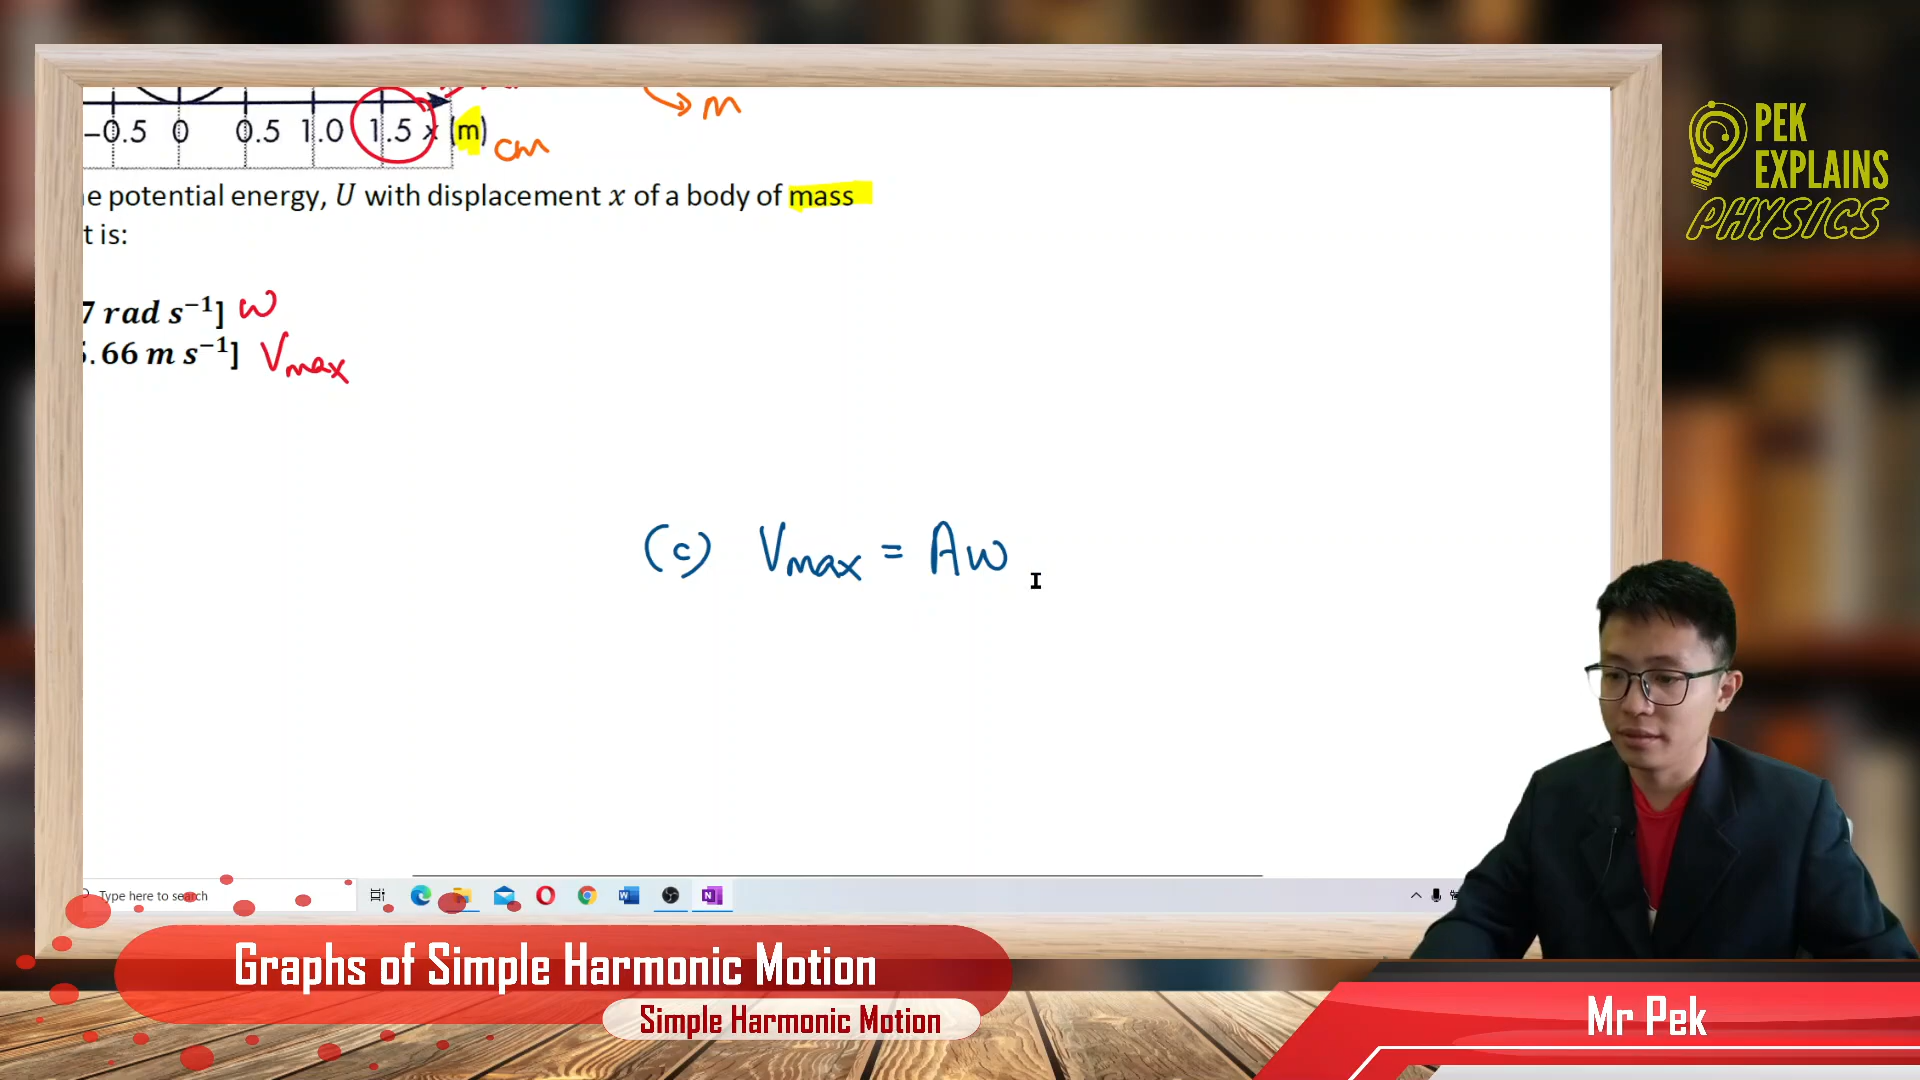 m
-0.5 0 0.5 1.0 1.5 x (m) cm
e potential energy, U with displacement x of a body of mass
t is:
7 rad s⁻¹] ω
.66 m s⁻¹] Vmax
(c) Vmax = Aω
PEK
EXPLAINS
PHYSICS
Type here to search
Graphs of Simple Harmonic Motion
Simple Harmonic Motion
Mr Pek